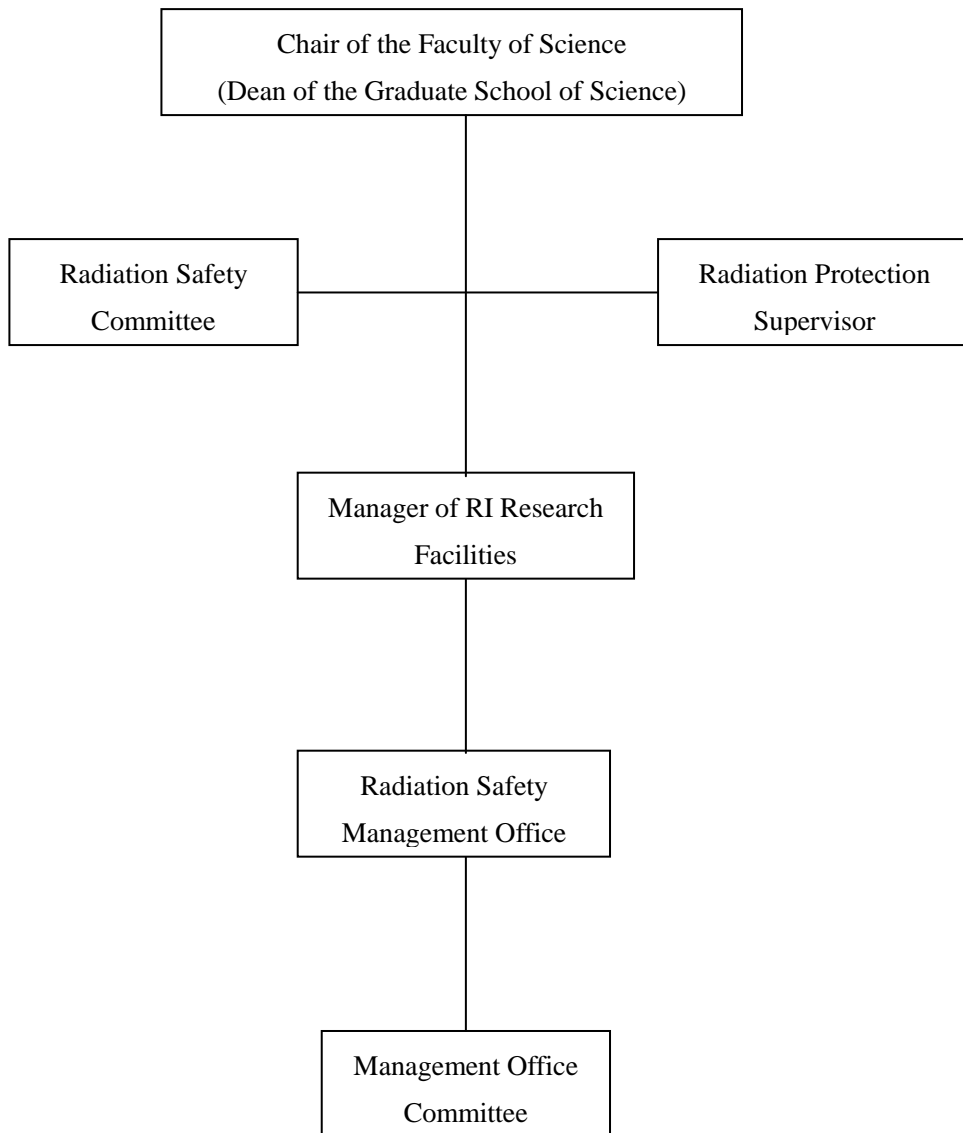 Chair of the Faculty of Science
(Dean of the Graduate School of Science)
Radiation Safety
Committee
Radiation Protection
Supervisor
Manager of RI Research
Facilities
Radiation Safety
Management Office
Management Office
Committee